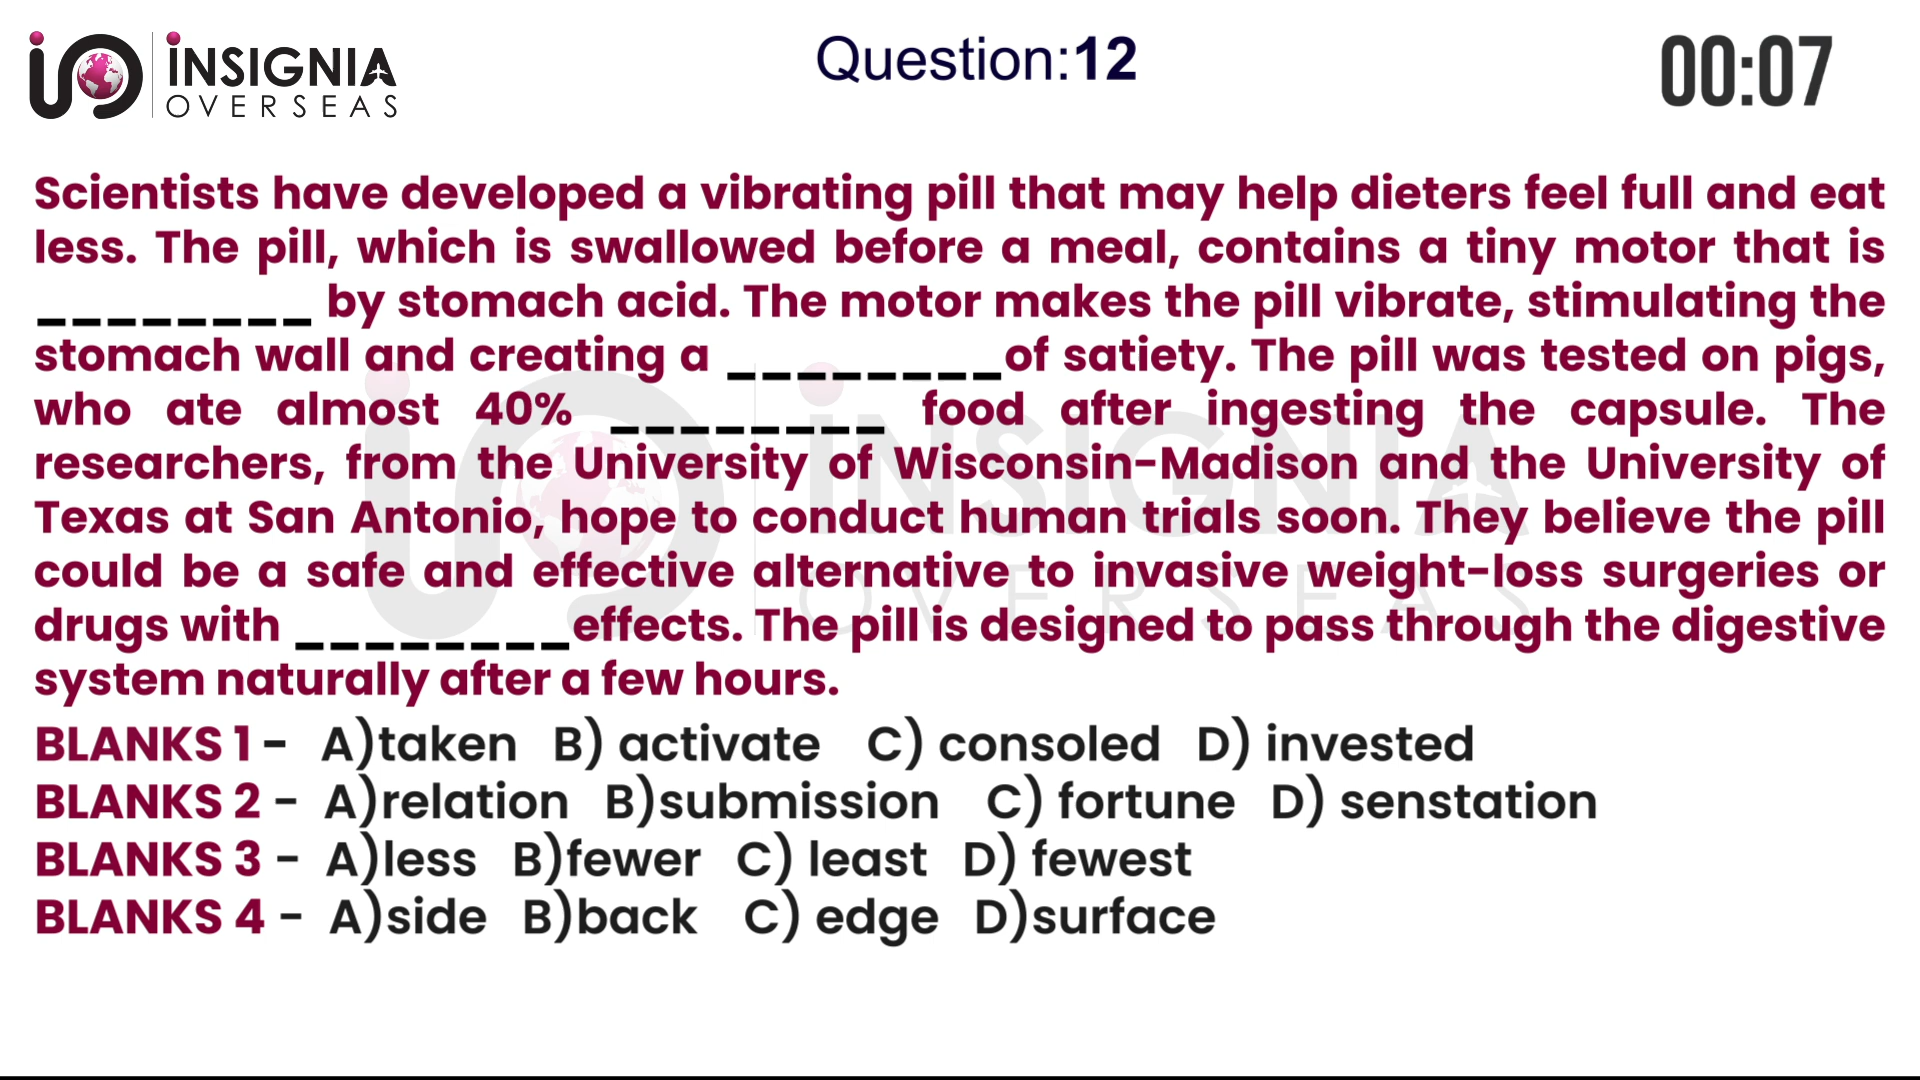 INSIGNIA
OVERSEAS
Question:12
00:07
Scientists have developed a vibrating pill that may help dieters feel full and eat
less. The pill, which is swallowed before a meal, contains a tiny motor that is
________ by stomach acid. The motor makes the pill vibrate, stimulating the
stomach wall and creating a ________of satiety. The pill was tested on pigs,
who ate almost 40% ________ food after ingesting the capsule. The
researchers, from the University of Wisconsin-Madison and the University of
Texas at San Antonio, hope to conduct human trials soon. They believe the pill
could be a safe and effective alternative to invasive weight-loss surgeries or
drugs with ________effects. The pill is designed to pass through the digestive
system naturally after a few hours.
BLANKS 1 - A)taken B) activate C) consoled D) invested
BLANKS 2 - A)relation B)submission C) fortune D) senstation
BLANKS 3 - A)less B)fewer C) least D) fewest
BLANKS 4 - A)side B)back C) edge D)surface